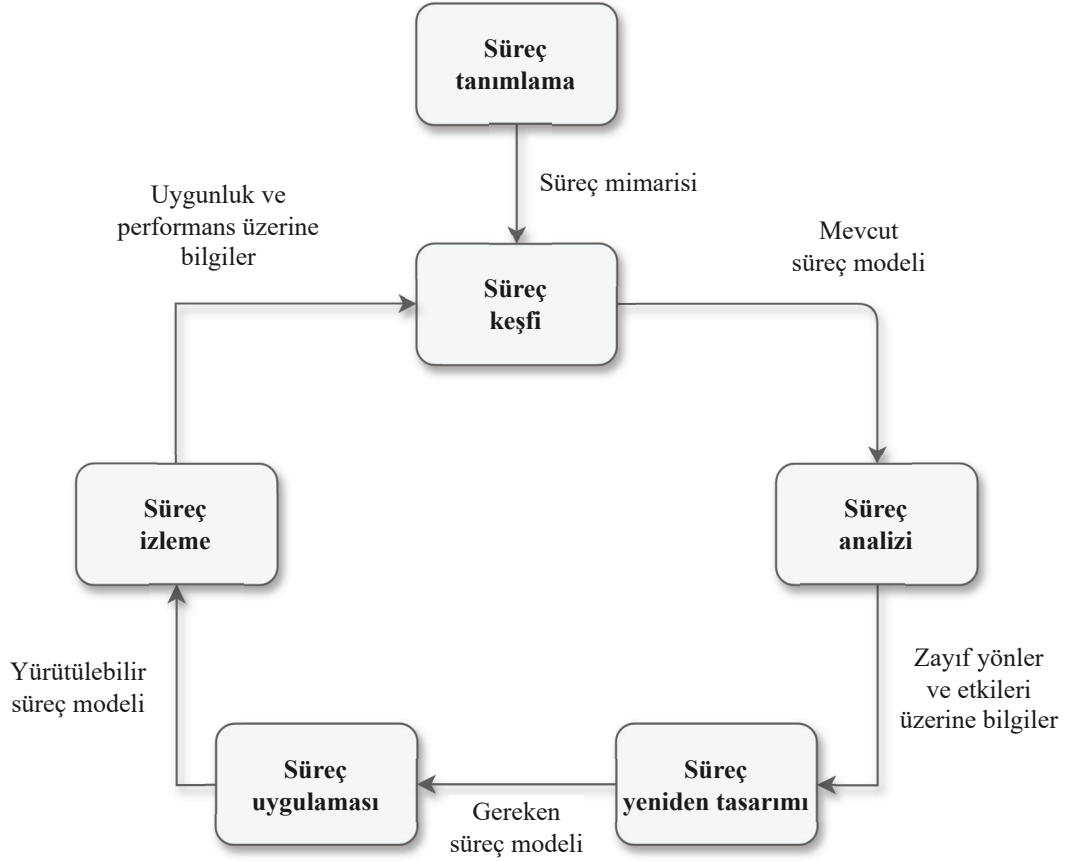 Süreç
tanımlama
Süreç mimarisi
Uygunluk ve
performans üzerine
bilgiler
Mevcut
süreç modeli
Süreç
keşfi
Süreç
izleme
Süreç
analizi
Yürütülebilir
süreç modeli
Zayıf yönler
ve etkileri
üzerine bilgiler
Süreç
uygulaması
Süreç
yeniden tasarımı
Gereken
süreç modeli